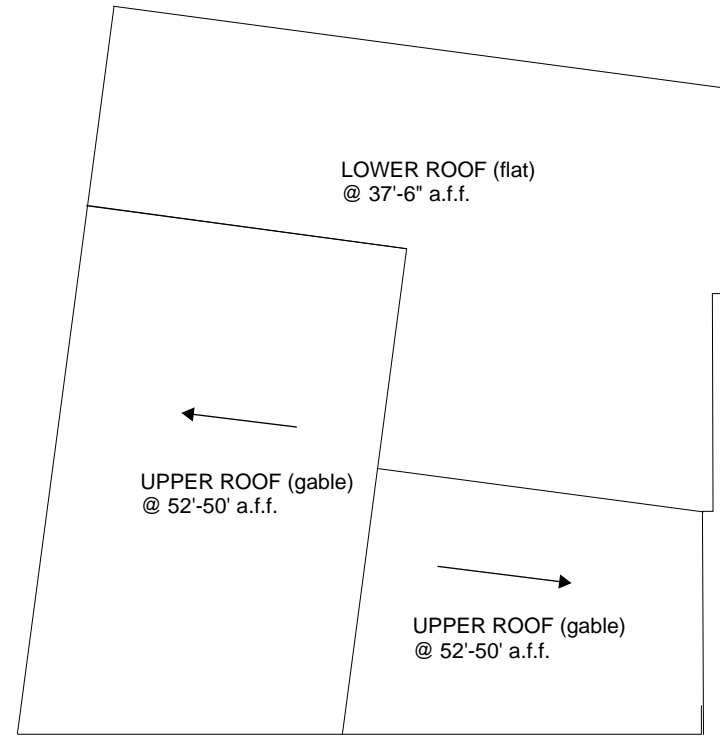 LOWER ROOF (flat)
@ 37'-6" a.f.f.
UPPER ROOF (gable)
@ 52'-50' a.f.f.
UPPER ROOF (gable)
@ 52'-50' a.f.f.